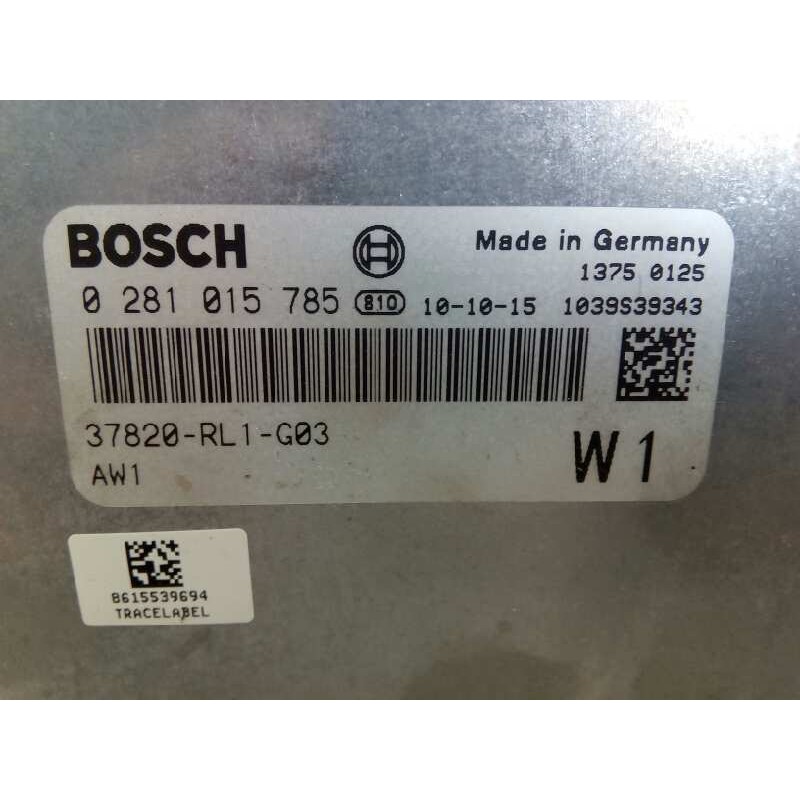 BOSCH
Made in Germany
1375 0125
0 281 015 785 810 10-10-15 1039S39343
37820-RL1-G03
AW1
W1
8615539694
TRACELABEL